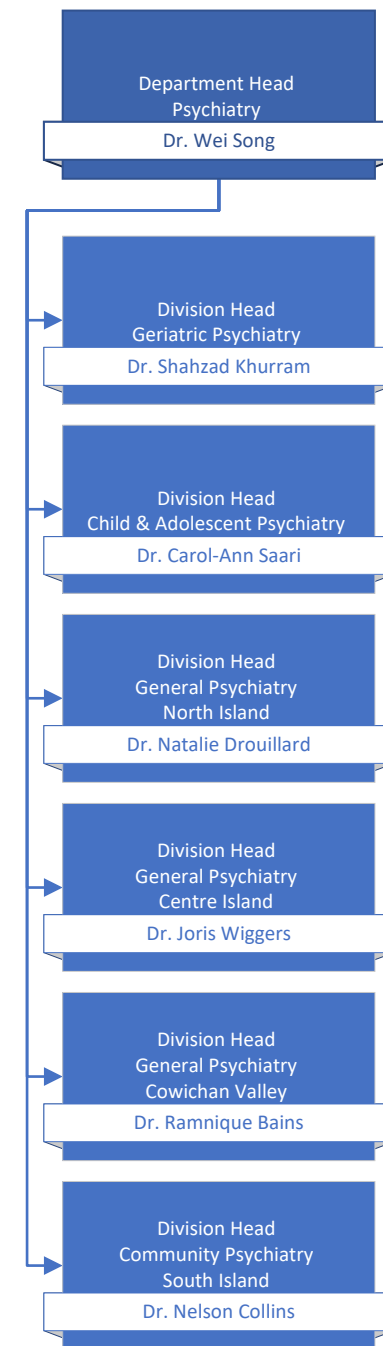 Department Head
Psychiatry
Dr. Wei Song
Division Head
Geriatric Psychiatry
Dr. Shahzad Khurram
Division Head
Child & Adolescent Psychiatry
Dr. Carol-Ann Saari
Division Head
General Psychiatry
North Island
Dr. Natalie Drouillard
Division Head
General Psychiatry
Centre Island
Dr. Joris Wiggers
Division Head
General Psychiatry
Cowichan Valley
Dr. Ramnique Bains
Division Head
Community Psychiatry
South Island
Dr. Nelson Collins